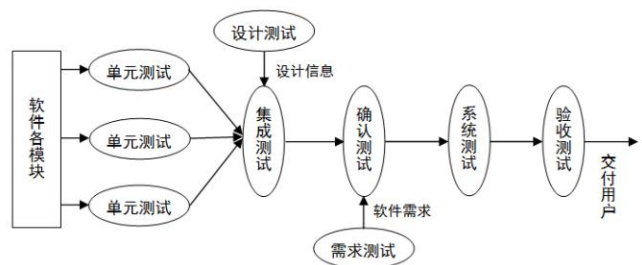 设计测试
设计信息
软件各模块
单元测试
单元测试
单元测试
集成测试
确认测试
系统测试
验收测试
交付用户
软件需求
需求测试